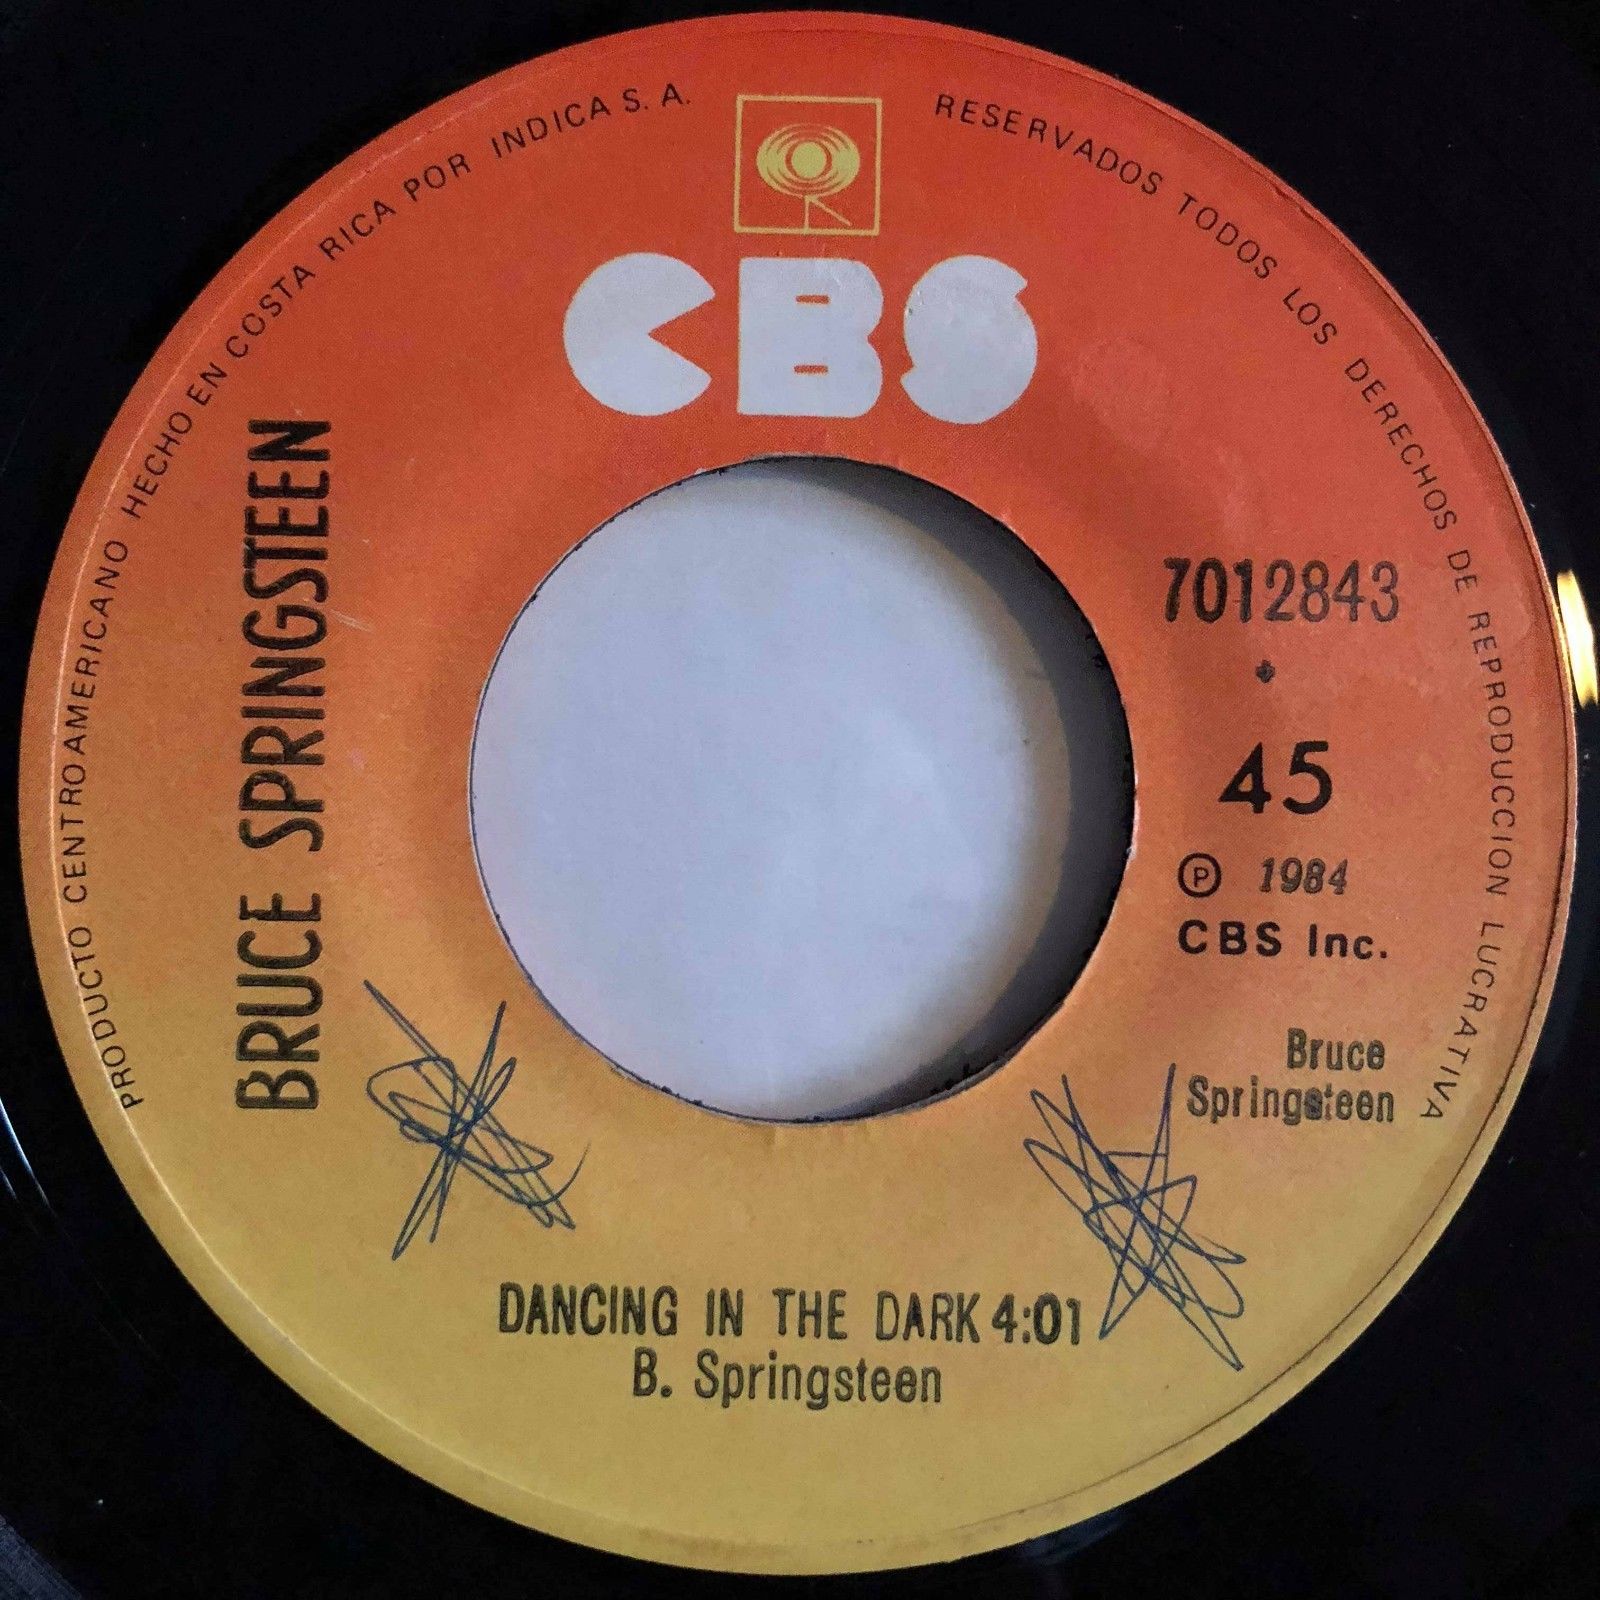 PRODUCTO CENTROAMERICANO HECHO EN COSTA RICA POR INDICA S. A.
RESERVADOS TODOS LOS DERECHOS DE REPRODUCCION LUCRATIVA
CBS
BRUCE SPRINGSTEEN
7012843
45
Ⓟ 1984
CBS Inc.
Bruce
Springsteen
DANCING IN THE DARK 4:01
B. Springsteen